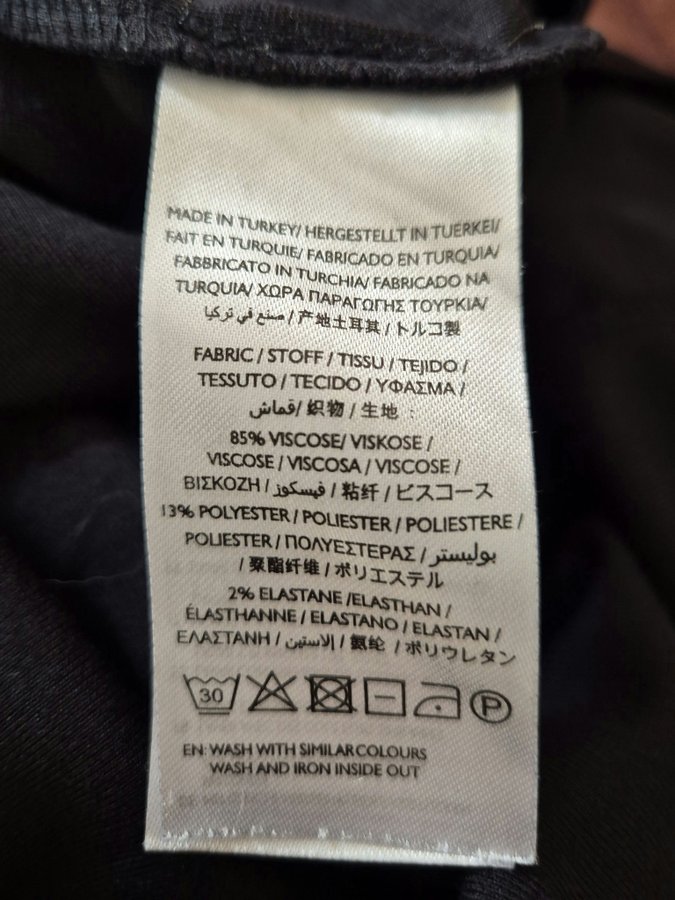 MADE IN TURKEY/ HERGESTELLT IN TUERKEI/
FAIT EN TURQUIE/ FABRICADO EN TURQUIA/
FABBRICATO IN TURCHIA/ FABRICADO NA
TURQUIA/ ΧΩΡΑ ΠΑΡΑΓΩΓΗΣ ΤΟΥΡΚΙΑ/
صنع في تركيا / 产地土耳其 / トルコ製
FABRIC / STOFF / TISSU / TEJIDO /
TESSUTO / TECIDO / ΥΦΑΣΜΑ /
قماش/ 织物 / 生地 :
85% VISCOSE/ VISKOSE /
VISCOSE / VISCOSA / VISCOSE /
ΒΙΣΚΟΖΗ / فيسكوز / 粘纤 / ビスコース
13% POLYESTER / POLIESTER / POLIESTERE /
POLIESTER / ΠΟΛΥΕΣΤΕΡΑΣ / بوليستر
/ 聚酯纤维 / ポリエステル
2% ELASTANE /ELASTHAN /
ÉLASTHANNE / ELASTANO / ELASTAN /
ΕΛΑΣΤΑΝΗ / إلاستين / 氨纶 / ポリウレタン
30 P
EN: WASH WITH SIMILAR COLOURS
WASH AND IRON INSIDE OUT